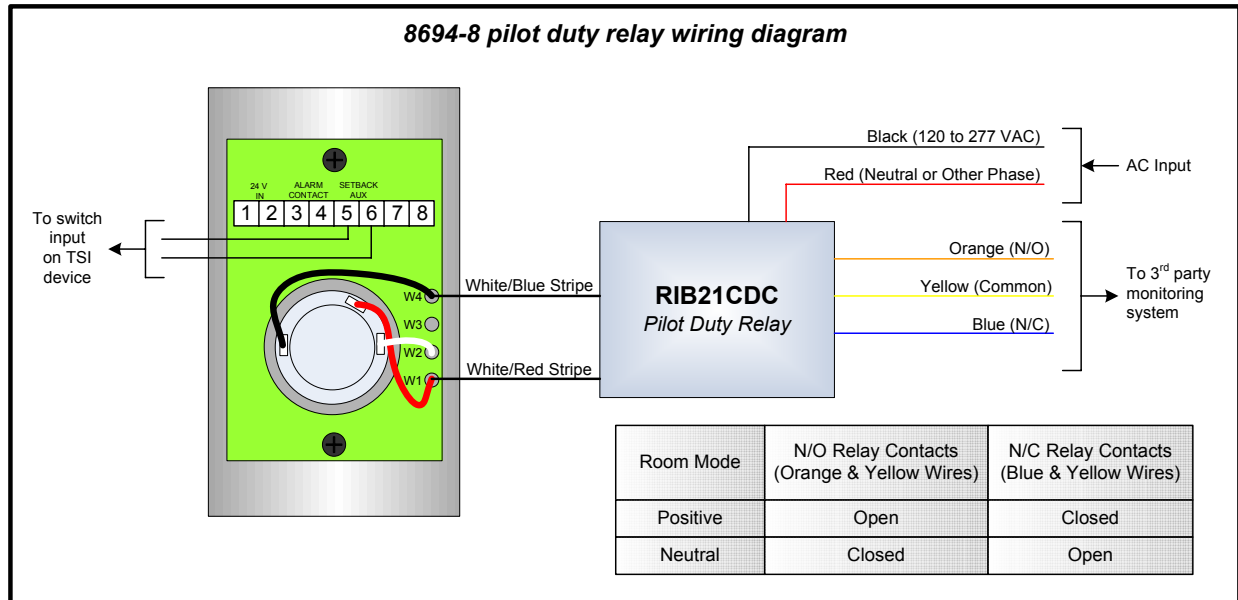 8694-8 pilot duty relay wiring diagram
24 V
IN
ALARM
CONTACT
SETBACK
AUX
1 2 3 4 5 6 7 8
To switch
input
on TSI
device
W4
W3
W2
W1
White/Blue Stripe
White/Red Stripe
RIB21CDC
Pilot Duty Relay
Black (120 to 277 VAC)
Red (Neutral or Other Phase)
AC Input
Orange (N/O)
Yellow (Common)
Blue (N/C)
To 3rd party
monitoring
system
Room Mode
N/O Relay Contacts
(Orange & Yellow Wires)
N/C Relay Contacts
(Blue & Yellow Wires)
Positive Open Closed
Neutral Closed Open